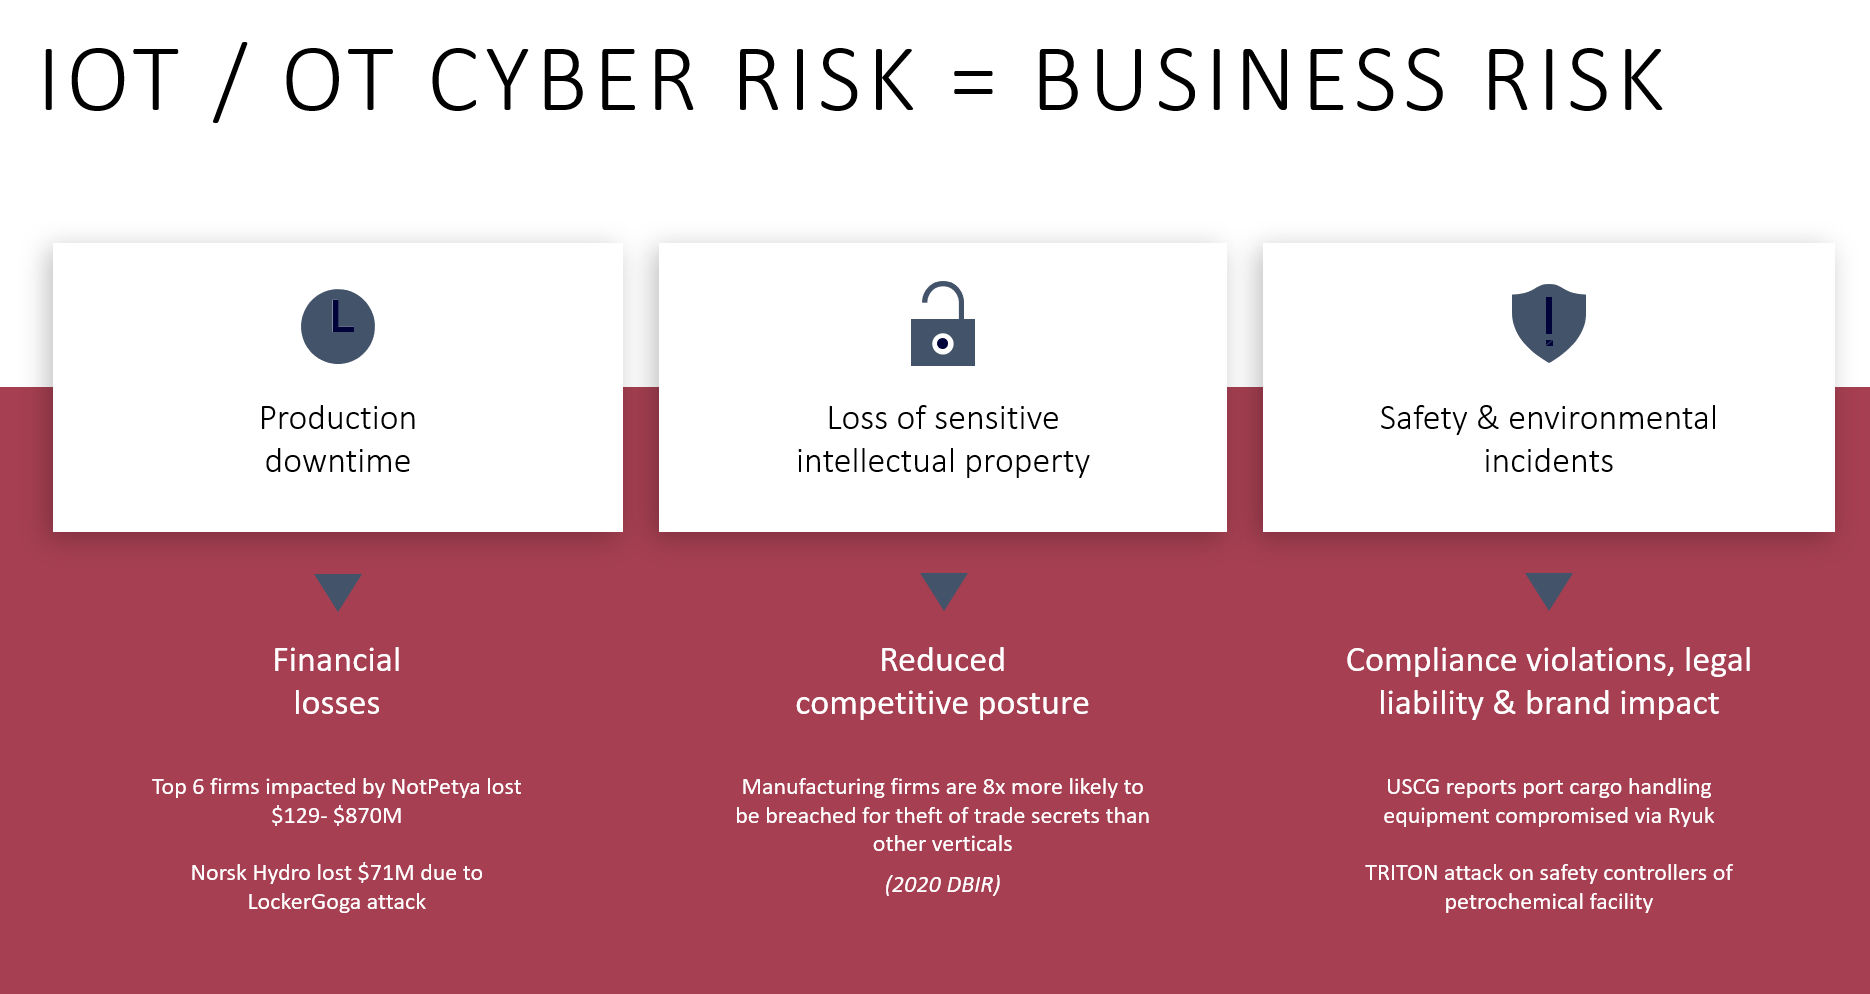 IOT / OT CYBER RISK = BUSINESS RISK
Production
downtime
Loss of sensitive
intellectual property
Safety & environmental
incidents
Financial
losses
Reduced
competitive posture
Compliance violations, legal
liability & brand impact
Top 6 firms impacted by NotPetya lost
$129- $870M
Norsk Hydro lost $71M due to
LockerGoga attack
Manufacturing firms are 8x more likely to
be breached for theft of trade secrets than
other verticals
(2020 DBIR)
USCG reports port cargo handling
equipment compromised via Ryuk
TRITON attack on safety controllers of
petrochemical facility